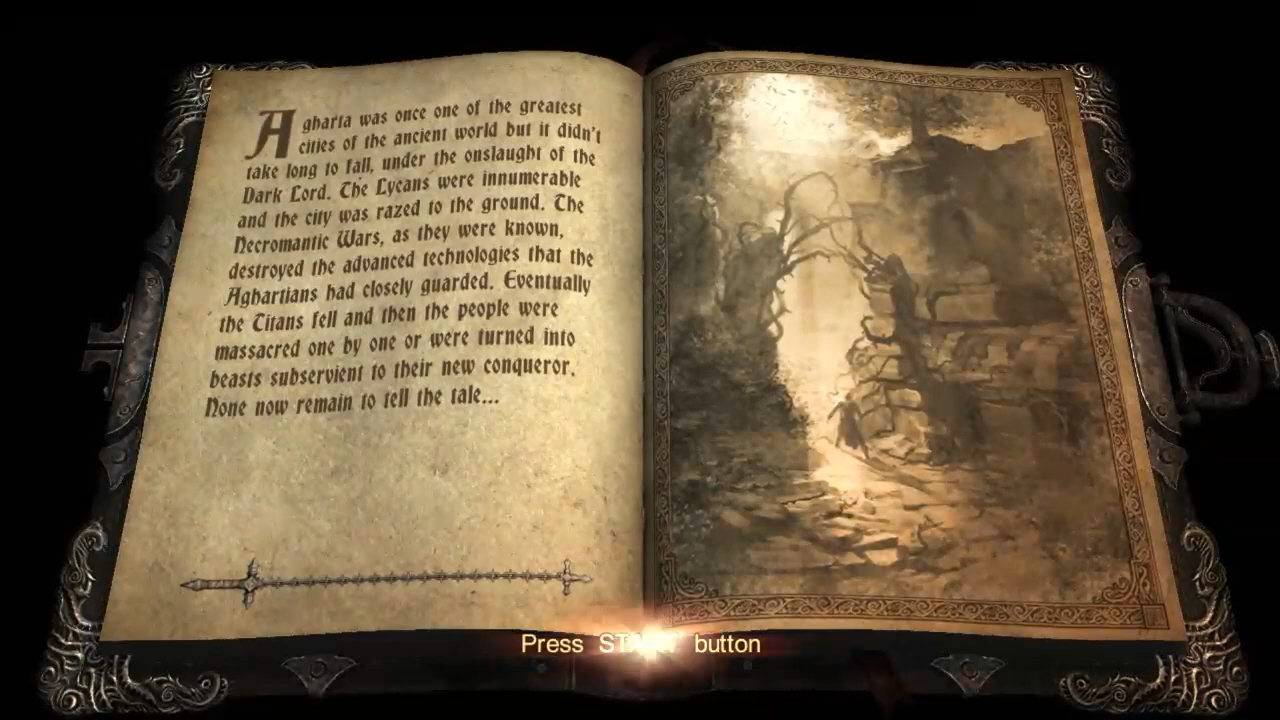 Agharta was once one of the greatest
cities of the ancient world but it didn't
take long to fall, under the onslaught of the
Dark Lord. The Lycans were innumerable
and the city was razed to the ground. The
Necromantic Wars, as they were known,
destroyed the advanced technologies that the
Aghartians had closely guarded. Eventually
the Titans fell and then the people were
massacred one by one or were turned into
beasts subservient to their new conqueror.
None now remain to tell the tale...
Press START button